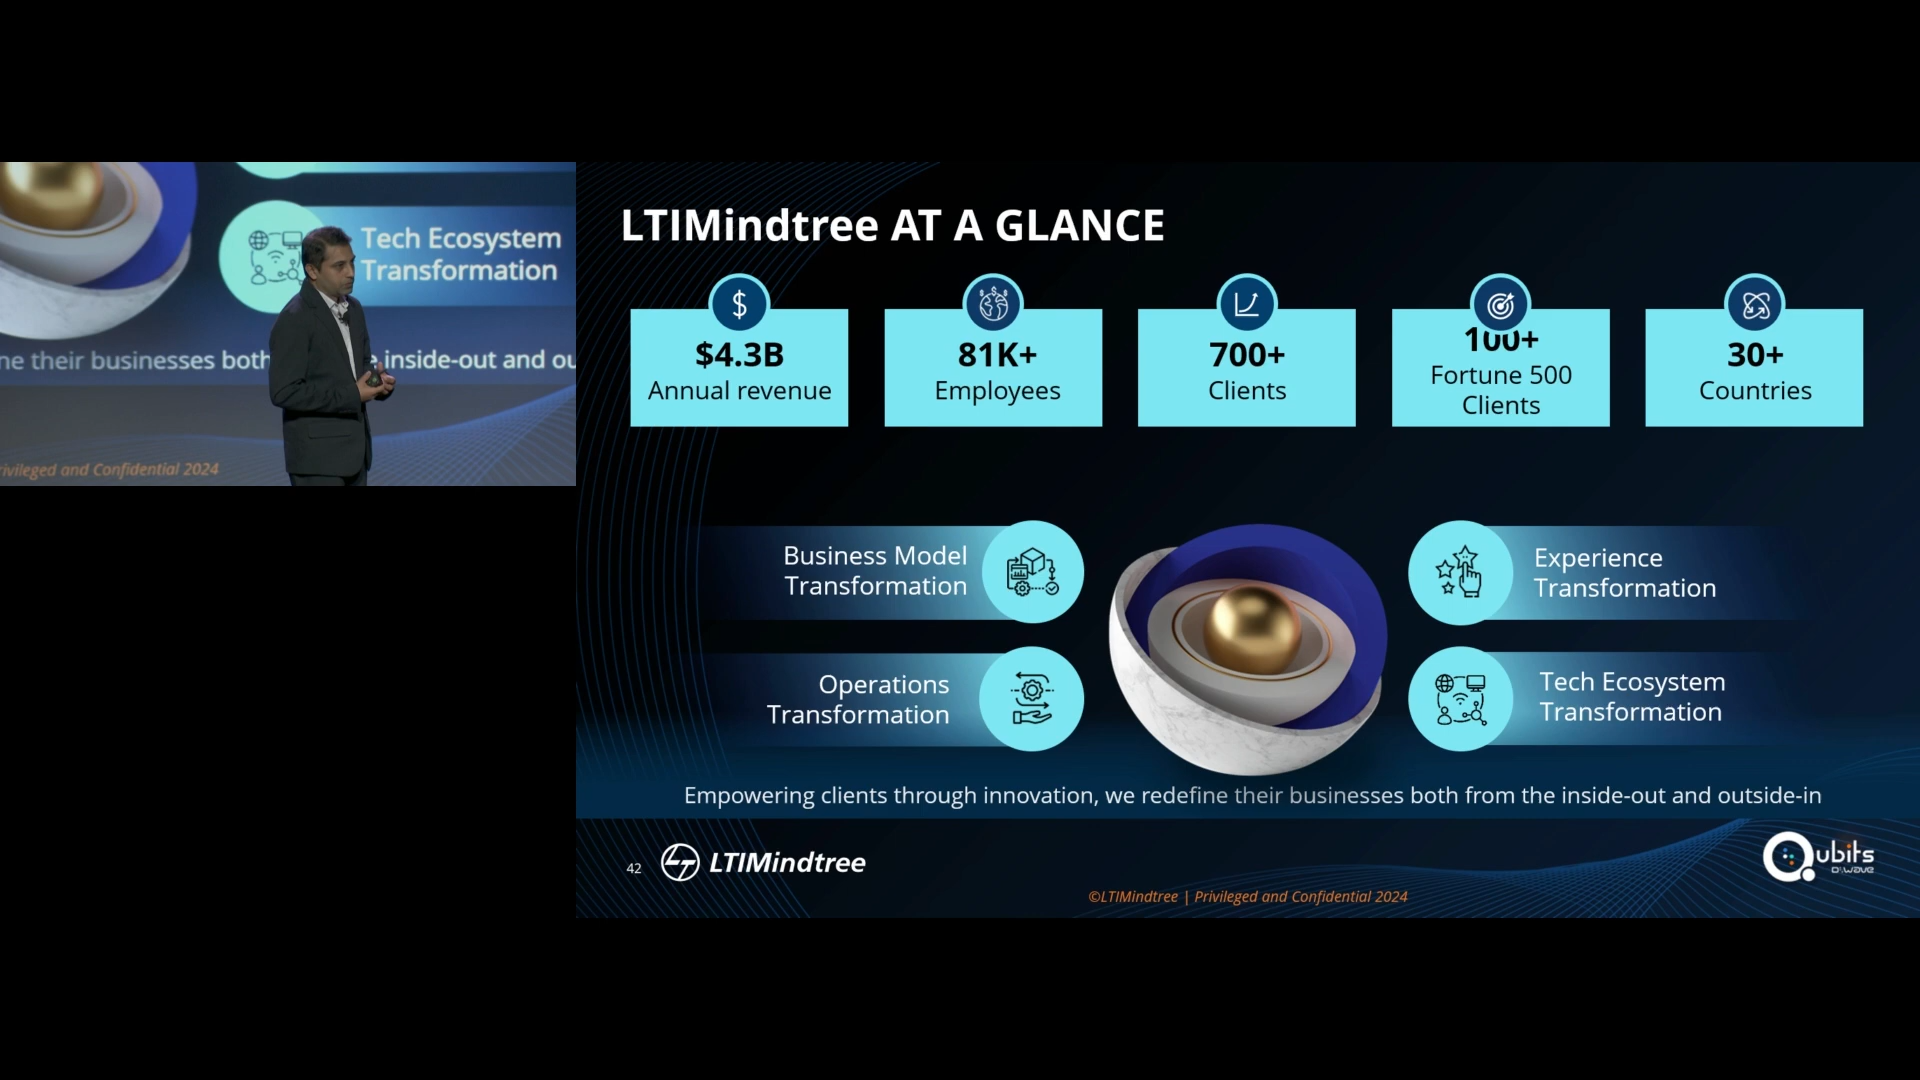 Tech Ecosystem
Transformation
ne their businesses both
e inside-out and ou
rivileged and Confidential 2024
LTIMindtree AT A GLANCE
$4.3B
Annual revenue
81K+
Employees
700+
Clients
100+
Fortune 500
Clients
30+
Countries
Business Model
Transformation
Experience
Transformation
Operations
Transformation
Tech Ecosystem
Transformation
Empowering clients through innovation, we redefine their businesses both from the inside-out and outside-in
42
LTIMindtree
©LTIMindtree | Privileged and Confidential 2024
Qubits
D:\wave